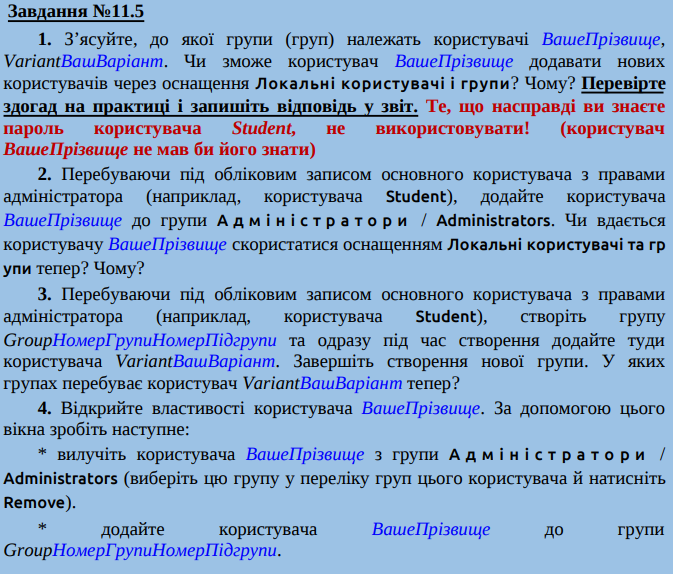 Завдання №11.5
1. З’ясуйте, до якої групи (груп) належать користувачі ВашеПрізвище,
VariantВашВаріант. Чи зможе користувач ВашеПрізвище додавати нових
користувачів через оснащення Локальні користувачі і групи? Чому? Перевірте
здогад на практиці і запишіть відповідь у звіт. Те, що насправді ви знаєте
пароль користувача Student, не використовувати! (користувач
ВашеПрізвище не мав би його знати)
2. Перебуваючи під обліковим записом основного користувача з правами
адміністратора (наприклад, користувача Student), додайте користувача
ВашеПрізвище до групи Адміністратори / Administrators. Чи вдається
користувачу ВашеПрізвище скористатися оснащенням Локальні користувачі та гр
упи тепер? Чому?
3. Перебуваючи під обліковим записом основного користувача з правами
адміністратора (наприклад, користувача Student), створіть групу
GroupНомерГрупиНомерПідгрупи та одразу під час створення додайте туди
користувача VariantВашВаріант. Завершіть створення нової групи. У яких
групах перебуває користувач VariantВашВаріант тепер?
4. Відкрийте властивості користувача ВашеПрізвище. За допомогою цього
вікна зробіть наступне:
* вилучіть користувача ВашеПрізвище з групи Адміністратори /
Administrators (виберіть цю групу у переліку груп цього користувача й натисніть
Remove).
* додайте користувача ВашеПрізвище до групи
GroupНомерГрупиНомерПідгрупи.